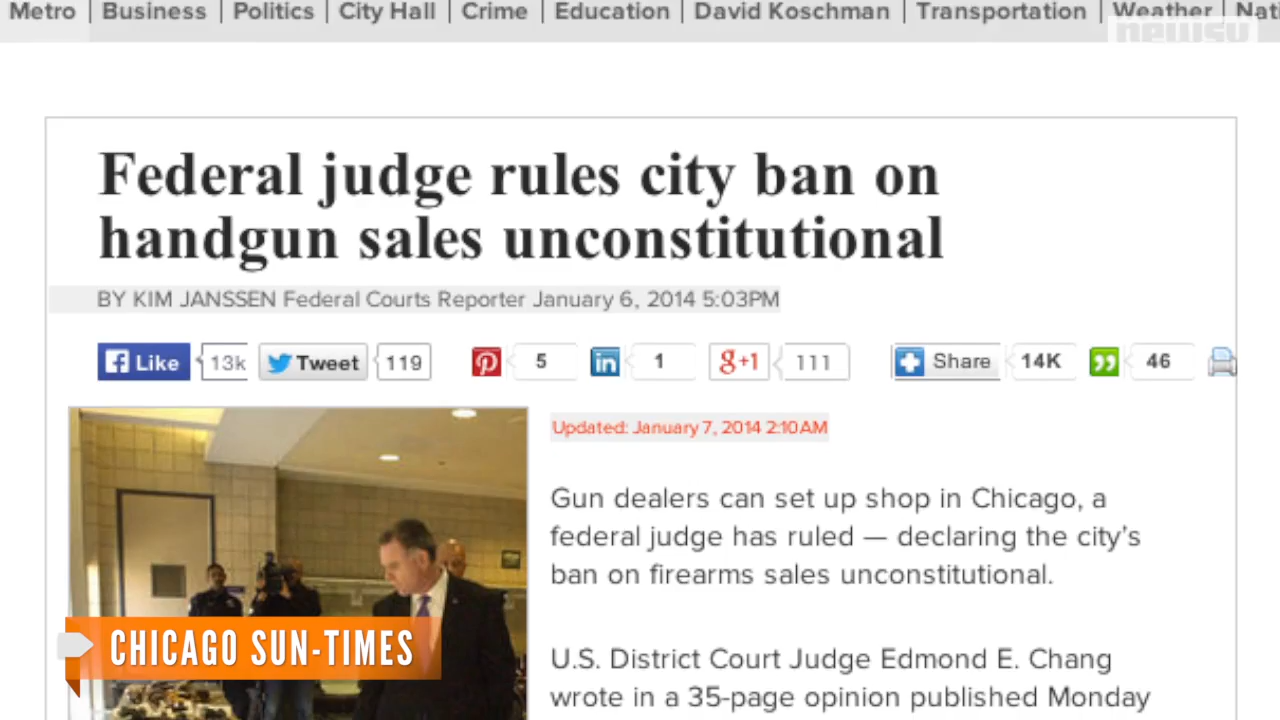 Metro | Business | Politics | City Hall | Crime | Education | David Koschman | Transportation | Weather | Nati
newsy
Federal judge rules city ban on
handgun sales unconstitutional
BY KIM JANSSEN Federal Courts Reporter January 6, 2014 5:03PM
Like 13k Tweet 119 5 in 1 g+1 111 Share 14K 46
Updated: January 7, 2014 2:10AM
Gun dealers can set up shop in Chicago, a
federal judge has ruled — declaring the city's
ban on firearms sales unconstitutional.
U.S. District Court Judge Edmond E. Chang
wrote in a 35-page opinion published Monday
CHICAGO SUN-TIMES